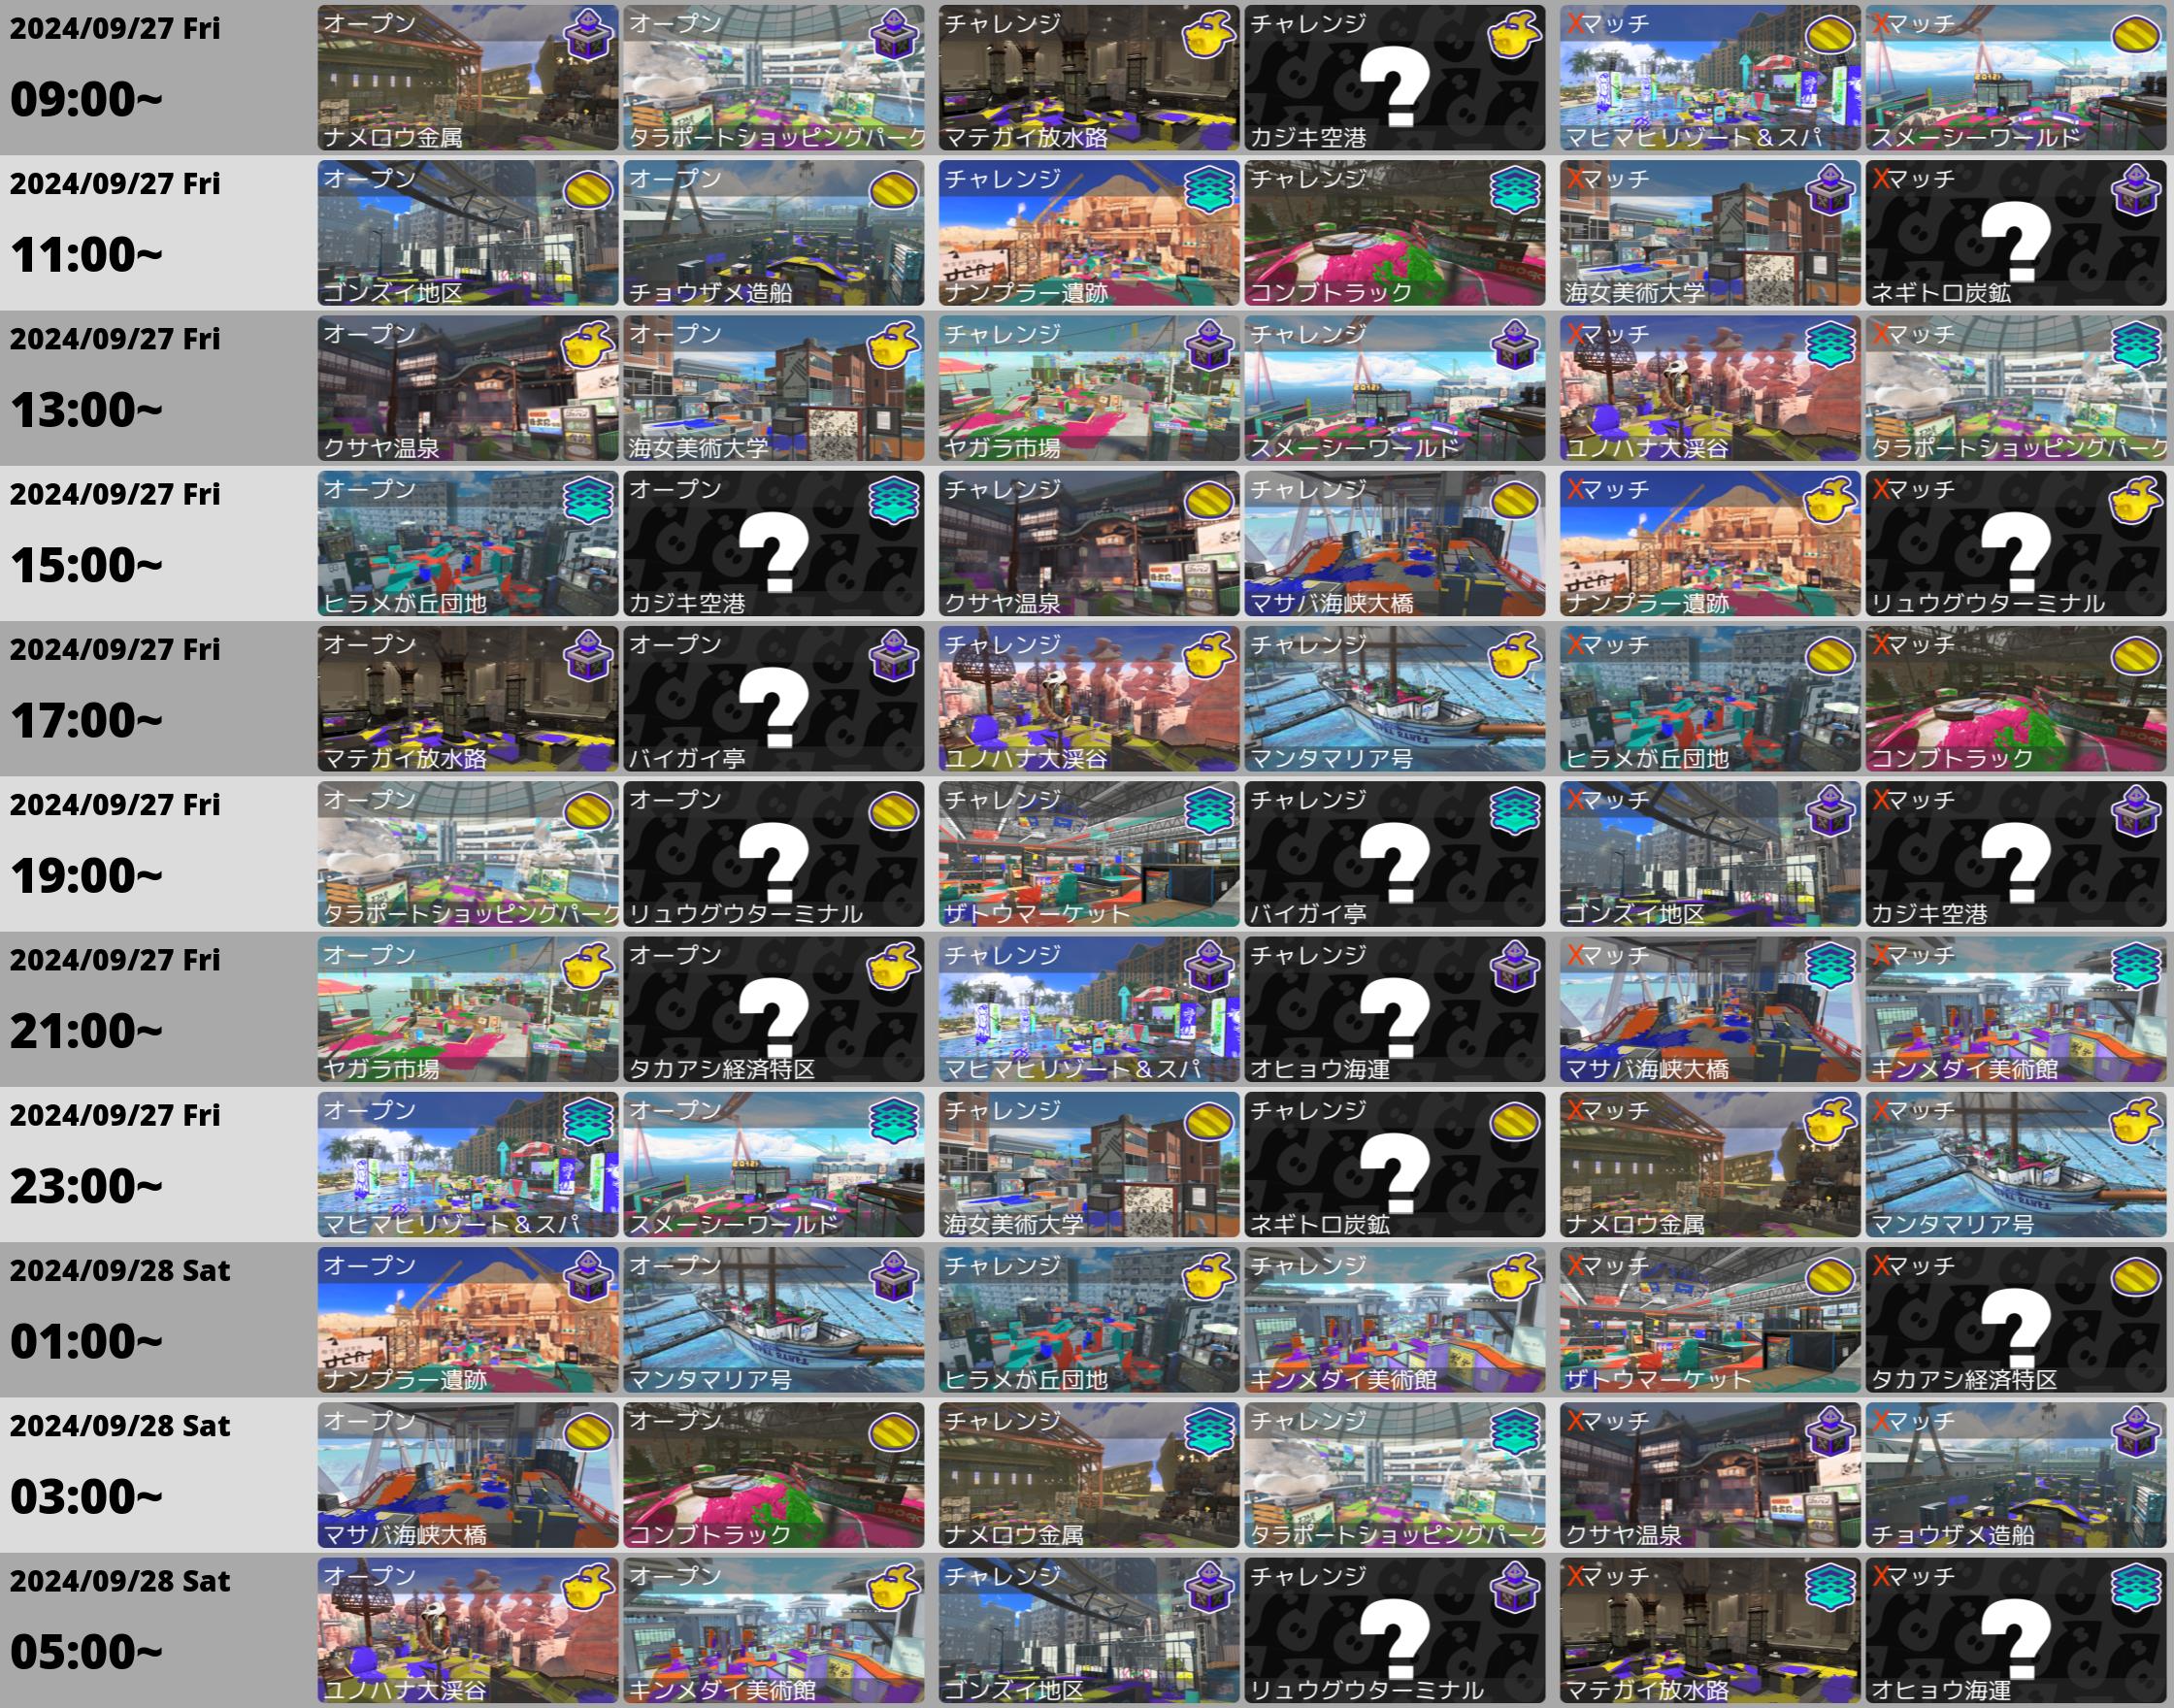 2024/09/27 Fri
09:00~
オープン
ナメロウ金属
オープン
タラポートショッピングパーク
チャレンジ
マテガイ放水路
チャレンジ
カジキ空港
Xマッチ
マヒマヒリゾート＆スパ
Xマッチ
スメーシーワールド
2024/09/27 Fri
11:00~
オープン
ゴンズイ地区
オープン
チョウザメ造船
チャレンジ
ナンプラー遺跡
チャレンジ
コンブトラック
Xマッチ
海女美術大学
Xマッチ
ネギトロ炭鉱
2024/09/27 Fri
13:00~
オープン
クサヤ温泉
オープン
海女美術大学
チャレンジ
ヤガラ市場
チャレンジ
スメーシーワールド
Xマッチ
ユノハナ大渓谷
Xマッチ
タラポートショッピングパーク
2024/09/27 Fri
15:00~
オープン
ヒラメが丘団地
オープン
カジキ空港
チャレンジ
クサヤ温泉
チャレンジ
マサバ海峡大橋
Xマッチ
ナンプラー遺跡
Xマッチ
リュウグウターミナル
2024/09/27 Fri
17:00~
オープン
マテガイ放水路
オープン
バイガイ亭
チャレンジ
ユノハナ大渓谷
チャレンジ
マンタマリア号
Xマッチ
ヒラメが丘団地
Xマッチ
コンブトラック
2024/09/27 Fri
19:00~
オープン
タラポートショッピングパーク
オープン
リュウグウターミナル
チャレンジ
ザトウマーケット
チャレンジ
バイガイ亭
Xマッチ
ゴンズイ地区
Xマッチ
カジキ空港
2024/09/27 Fri
21:00~
オープン
ヤガラ市場
オープン
タカアシ経済特区
チャレンジ
マヒマヒリゾート＆スパ
チャレンジ
オヒョウ海運
Xマッチ
マサバ海峡大橋
Xマッチ
キンメダイ美術館
2024/09/27 Fri
23:00~
オープン
マヒマヒリゾート＆スパ
オープン
スメーシーワールド
チャレンジ
海女美術大学
チャレンジ
ネギトロ炭鉱
Xマッチ
ナメロウ金属
Xマッチ
マンタマリア号
2024/09/28 Sat
01:00~
オープン
ナンプラー遺跡
オープン
マンタマリア号
チャレンジ
ヒラメが丘団地
チャレンジ
キンメダイ美術館
Xマッチ
ザトウマーケット
Xマッチ
タカアシ経済特区
2024/09/28 Sat
03:00~
オープン
マサバ海峡大橋
オープン
コンブトラック
チャレンジ
ナメロウ金属
チャレンジ
タラポートショッピングパーク
Xマッチ
クサヤ温泉
Xマッチ
チョウザメ造船
2024/09/28 Sat
05:00~
オープン
ユノハナ大渓谷
オープン
キンメダイ美術館
チャレンジ
ゴンズイ地区
チャレンジ
リュウグウターミナル
Xマッチ
マテガイ放水路
Xマッチ
オヒョウ海運